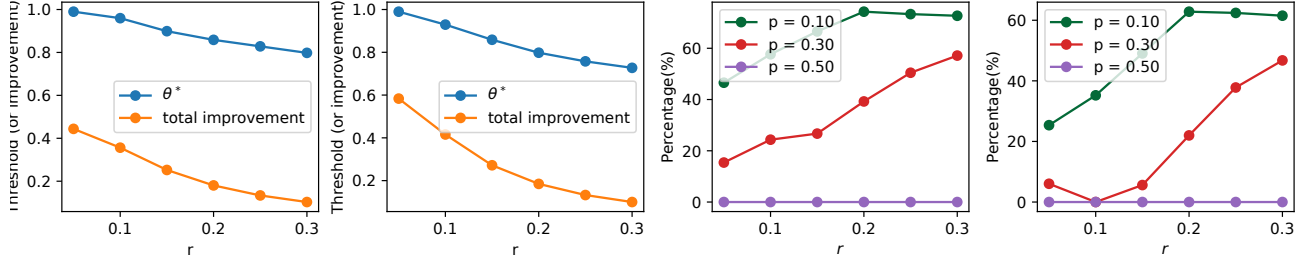 Threshold (or improvement)
1.0
0.8
0.6
0.4
0.2
θ*
total improvement
0.1
0.2
0.3
r
Threshold (or improvement)
1.0
0.8
0.6
0.4
0.2
θ*
total improvement
0.1
0.2
0.3
r
Percentage(%)
60
40
20
0
p = 0.10
p = 0.30
p = 0.50
0.1
0.2
0.3
r
Percentage(%)
60
40
20
0
p = 0.10
p = 0.30
p = 0.50
0.1
0.2
0.3
r